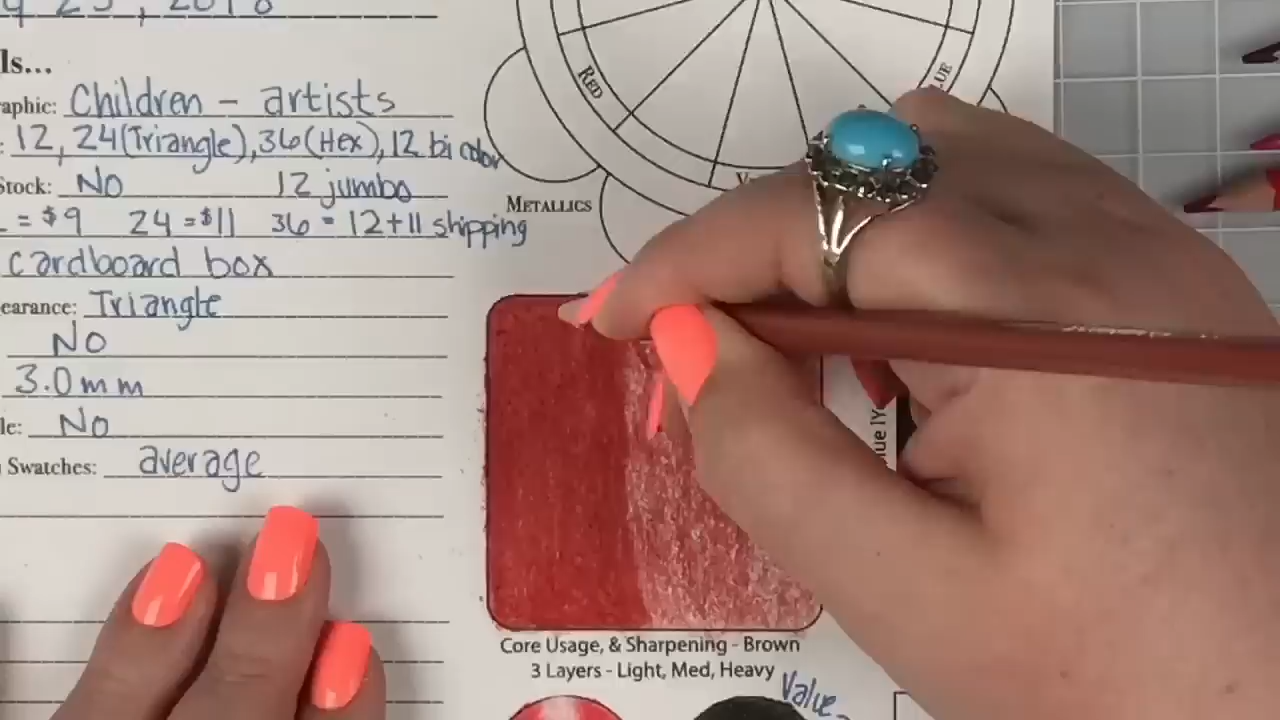 ls...
aphic: Children - artists
: 12, 24(Triangle), 36(Hex), 12 bi color
Stock: NO 12 jumbo
= $9 24 = $11 36 = 12+11 shipping
cardboard box
earance: Triangle
NO
3.0mm
le: NO
Swatches: average
RED
METALLICS
Core Usage, & Sharpening - Brown
3 Layers - Light, Med, Heavy
Value